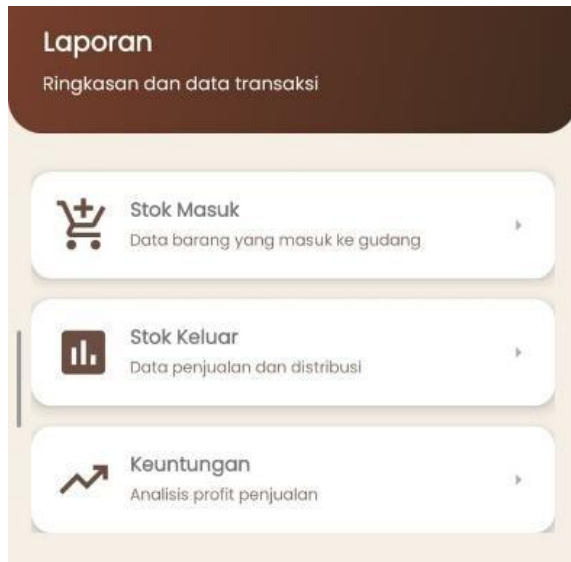 Laporan
Ringkasan dan data transaksi
Stok Masuk
Data barang yang masuk ke gudang
Stok Keluar
Data penjualan dan distribusi
Keuntungan
Analisis profit penjualan